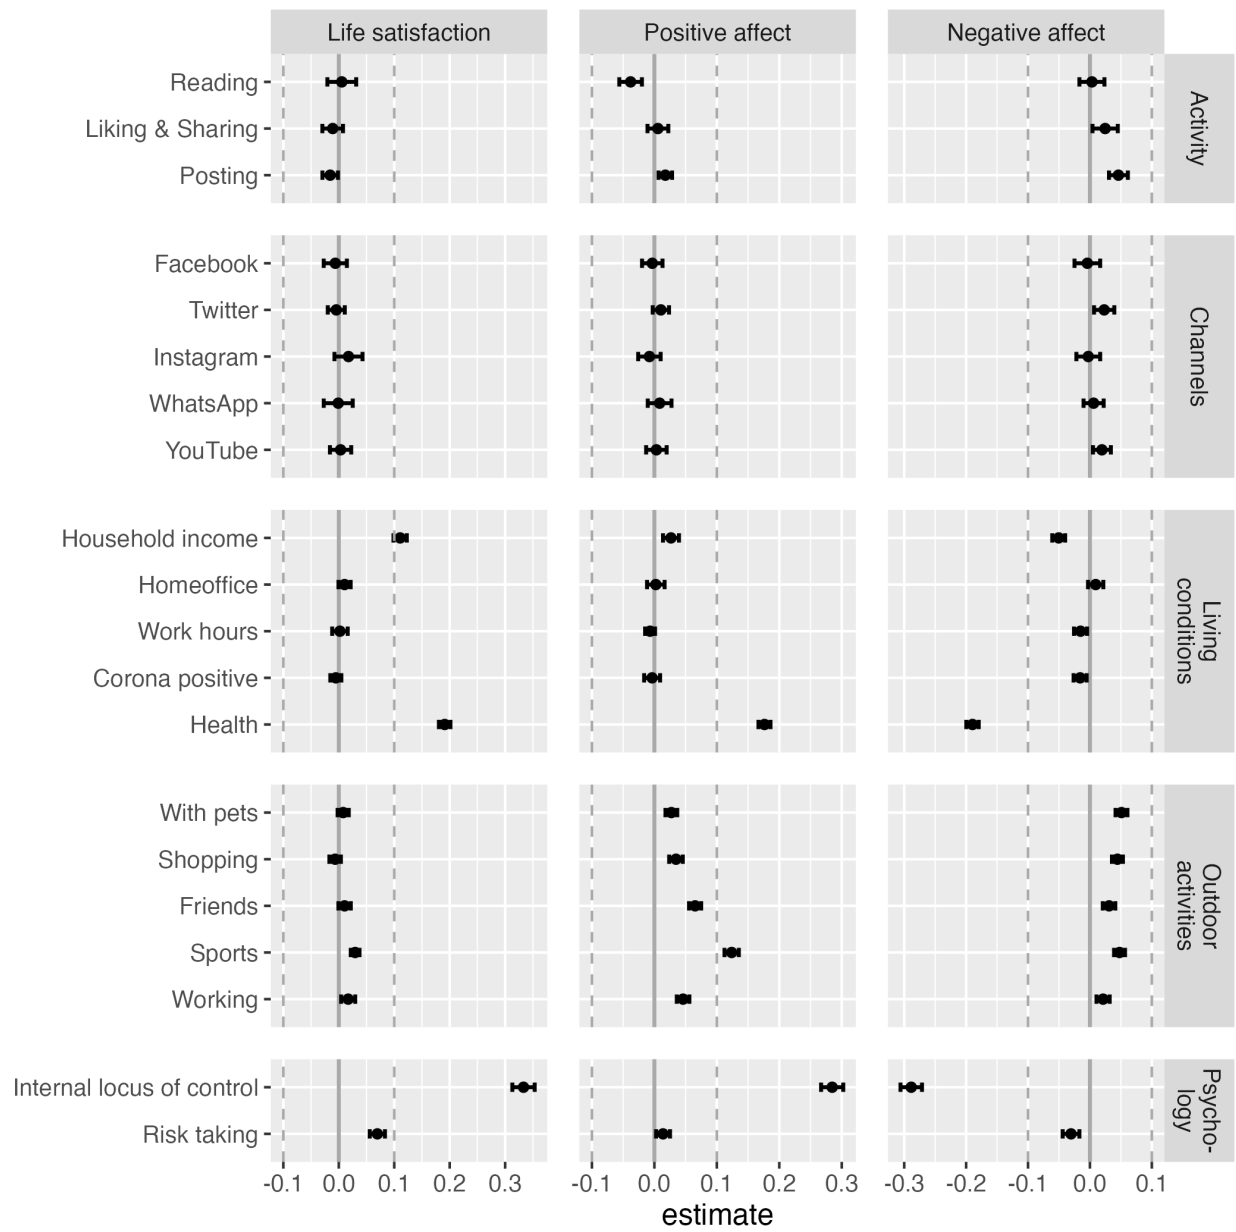 Life satisfaction Positive affect Negative affect
Reading
Liking & Sharing
Posting
Activity
Facebook
Twitter
Instagram
WhatsApp
YouTube
Channels
Household income
Homeoffice
Work hours
Corona positive
Health
Living
conditions
With pets
Shopping
Friends
Sports
Working
Outdoor
activities
Internal locus of control
Risk taking
Psycho-
logy
-0.1 0.0 0.1 0.2 0.3 -0.1 0.0 0.1 0.2 0.3 -0.3 -0.2 -0.1 0.0 0.1
estimate